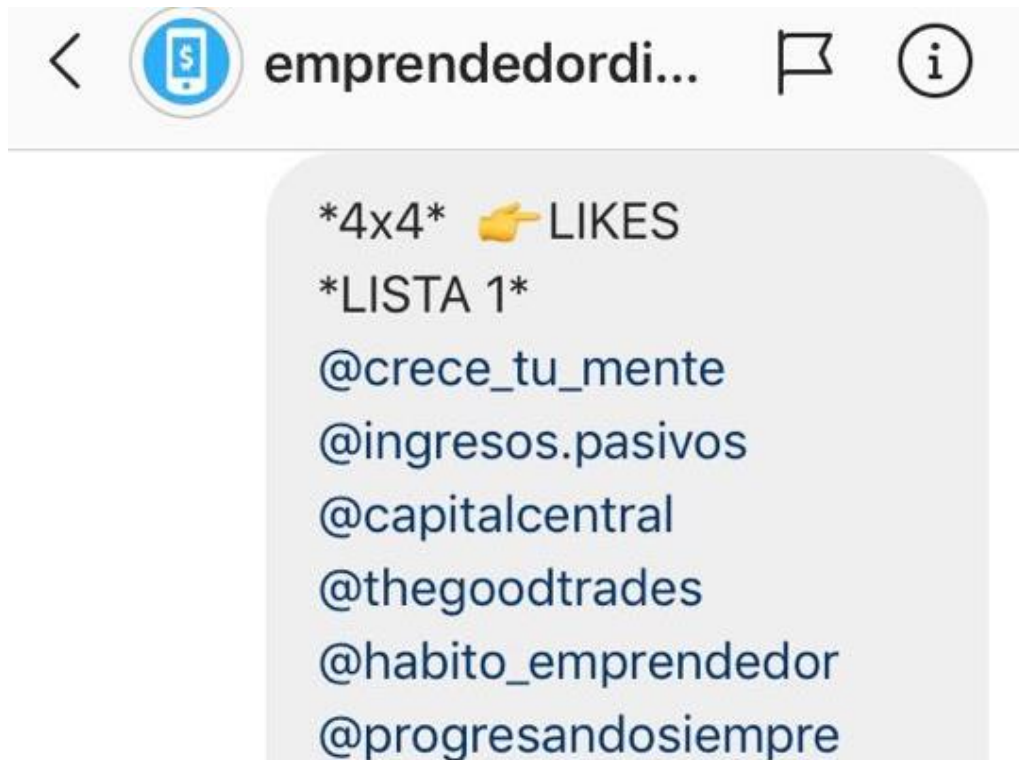 emprendedordi...
*4x4* 👉LIKES
*LISTA 1*
@crece_tu_mente
@ingresos.pasivos
@capitalcentral
@thegoodtrades
@habito_emprendedor
@progresandosiempre